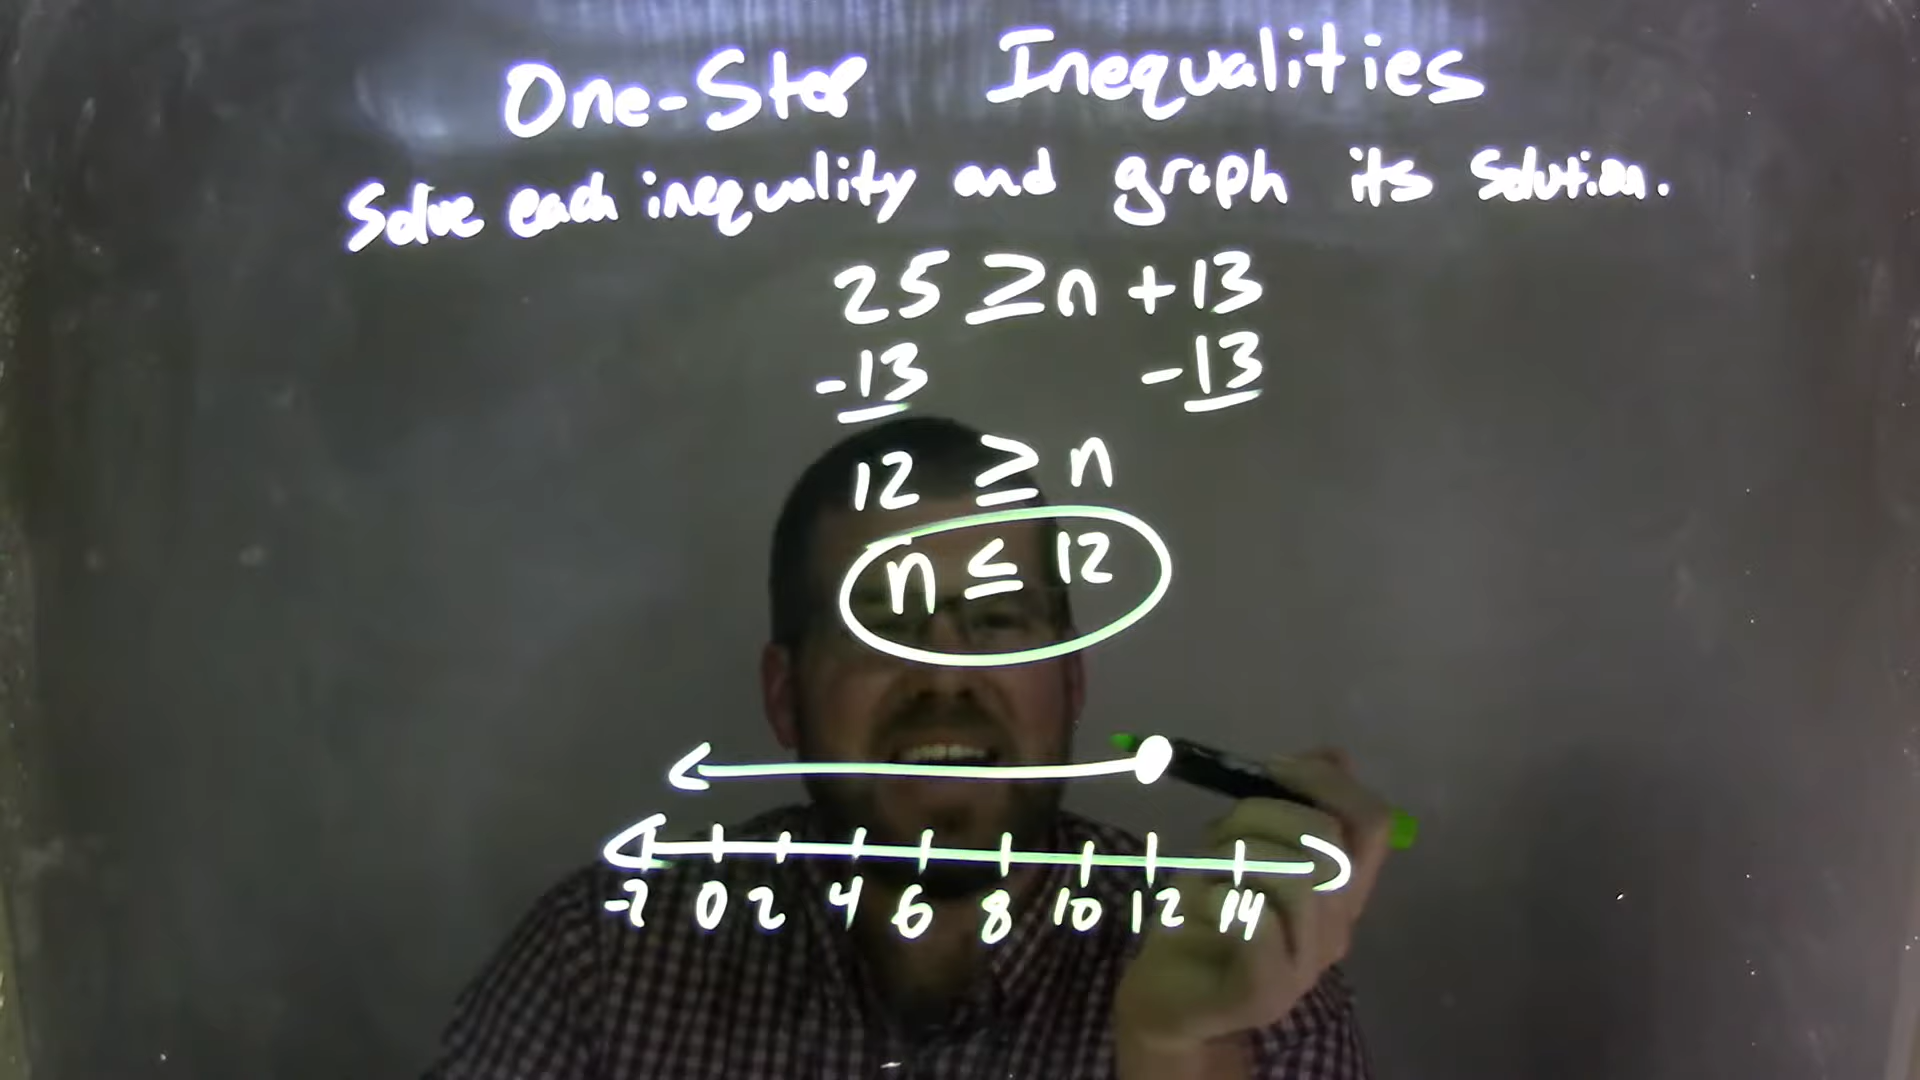 One-Step Inequalities
Solve each inequality and graph its solution.
25 ≥ n + 13
-13 -13
12 ≥ n
n ≤ 12
-2 0 2 4 6 8 10 12 14